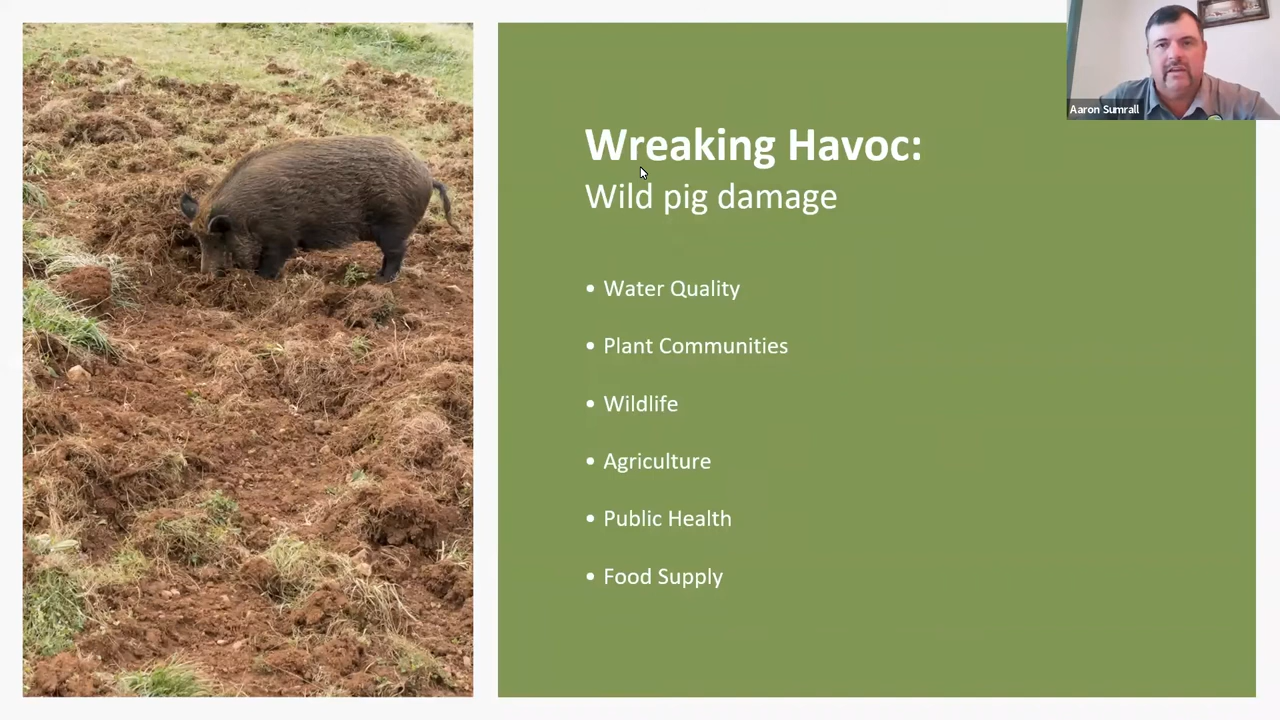 Aaron Sumrall
Wreaking Havoc:
Wild pig damage
• Water Quality
• Plant Communities
• Wildlife
• Agriculture
• Public Health
• Food Supply